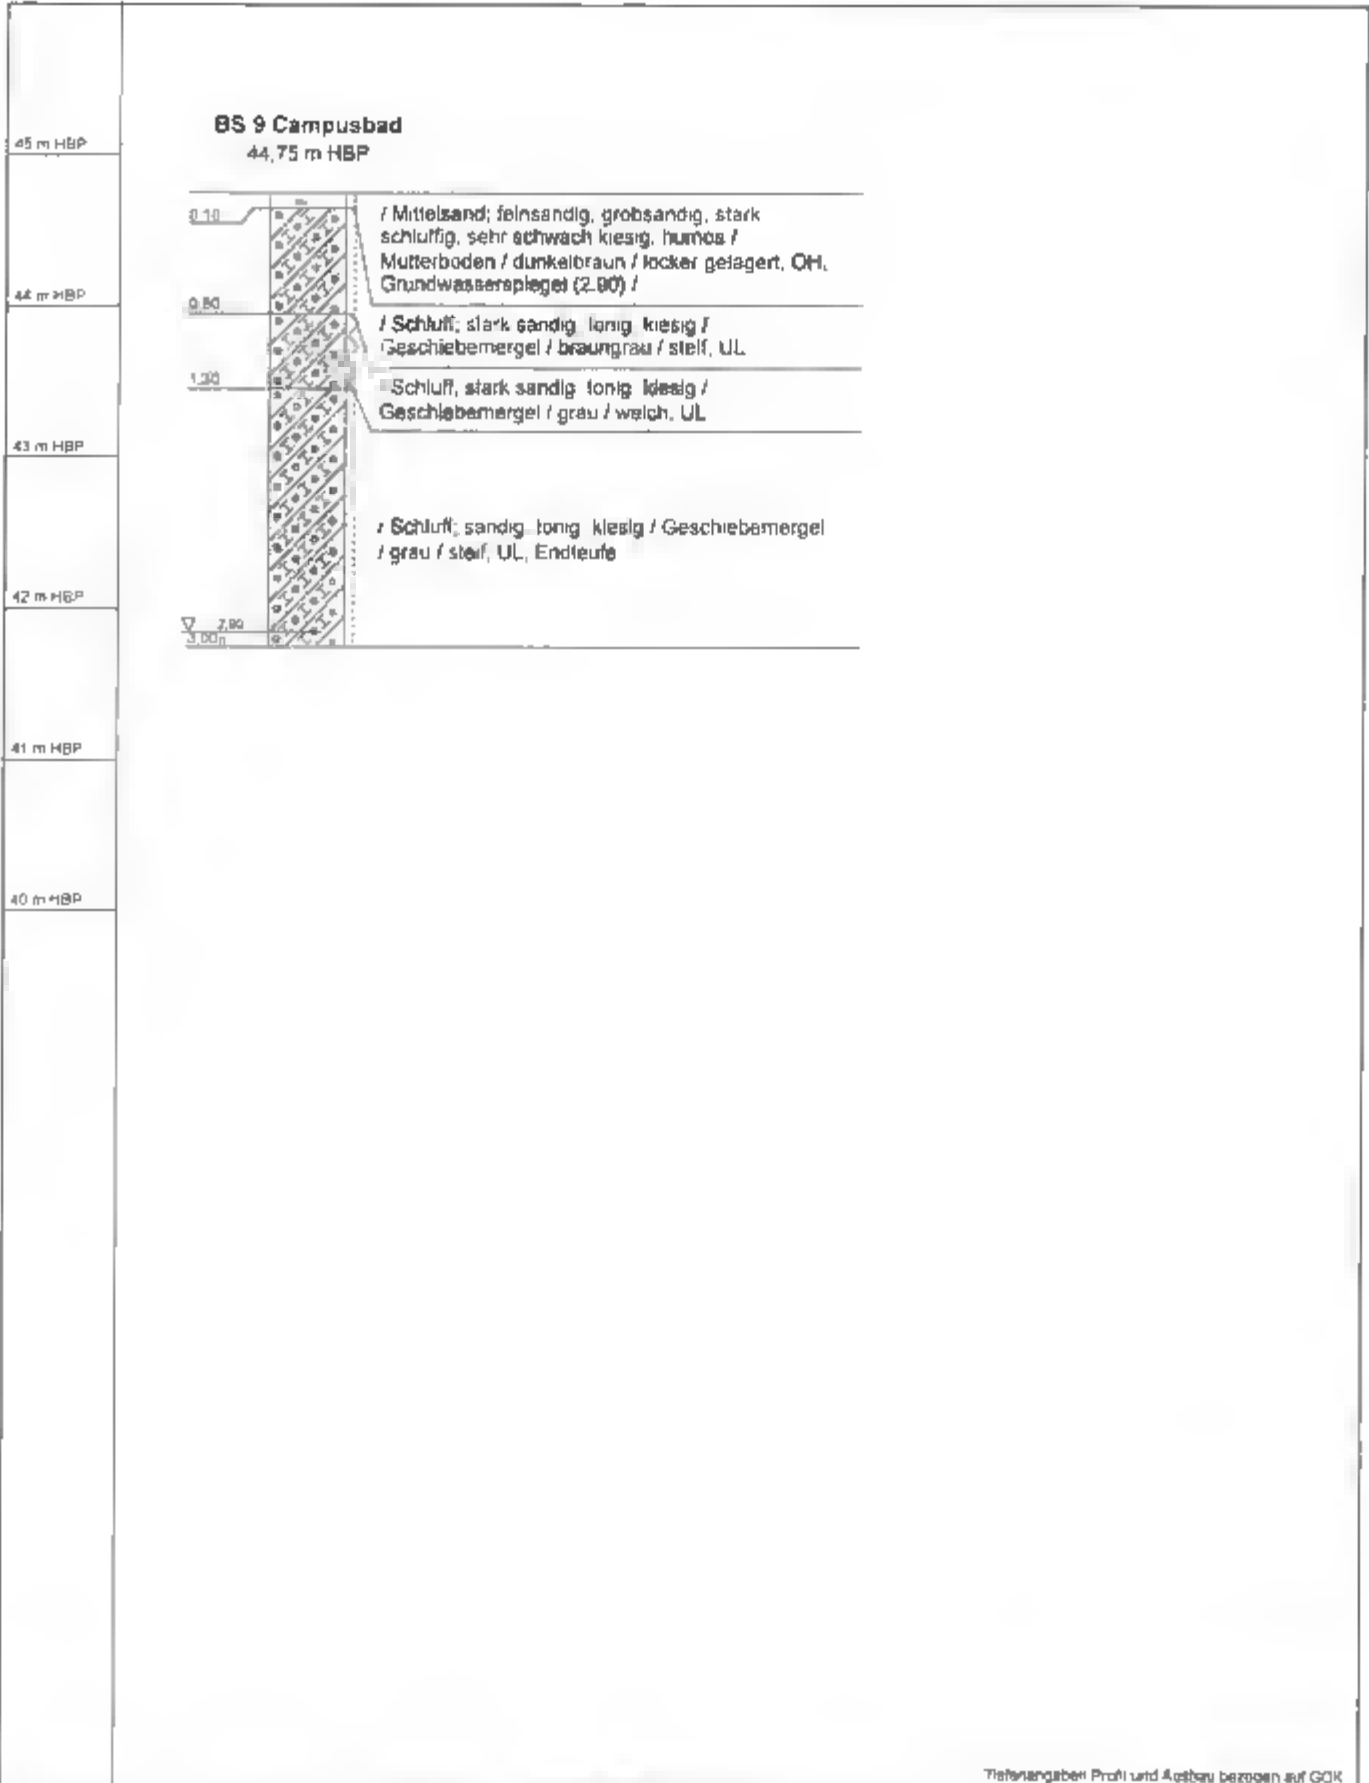 BS 9 Campusbad
44,75 m HBP
45 m HBP
0.10
/ Mittelsand; feinsandig, grobsandig, stark
schluffig, sehr schwach kiesig, humos /
Mutterboden / dunkelbraun / locker gelagert, OH,
Grundwasserspiegel (2.90) /
44 m HBP
0.80
/ Schluff; stark sandig, tonig, kiesig /
Geschiebemergel / braungrau / steif, UL
1.30
Schluff, stark sandig, tonig, kiesig /
Geschiebemergel / grau / weich, UL
43 m HBP
/ Schluff; sandig, tonig, kiesig / Geschiebemergel
/ grau / steif, UL, Endteufe
42 m HBP
2,90
3,00
41 m HBP
40 m HBP
Tiefenangaben Profil und Ausbau bezogen auf GOK